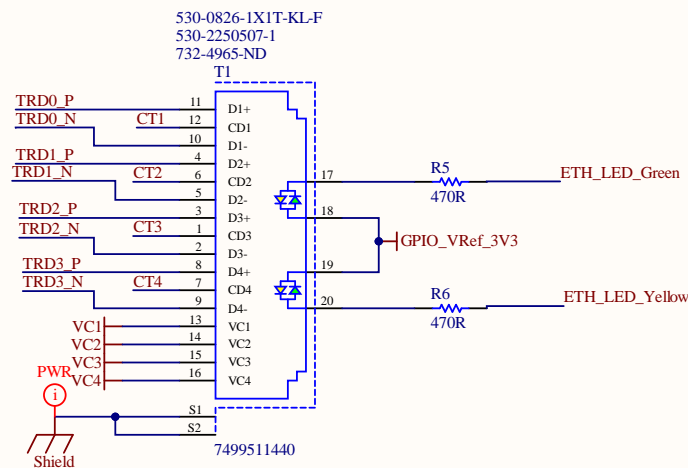 530-0826-1X1T-KL-F
530-2250507-1
732-4965-ND
T1
TRD0_P 11 D1+
CT1 12 CD1
TRD0_N 10 D1-
TRD1_P 4 D2+
CT2 6 CD2
TRD1_N 5 D2-
TRD2_P 3 D3+
CT3 1 CD3
TRD2_N 2 D3-
TRD3_P 8 D4+
CT4 7 CD4
TRD3_N 9 D4-
VC1 13 VC1
VC2 14 VC2
VC3 15 VC3
VC4 16 VC4
17 R5 470R ETH_LED_Green
18
GPIO_VRef_3V3
19
20 R6 470R ETH_LED_Yellow
PWR
i
S1
S2
Shield
7499511440